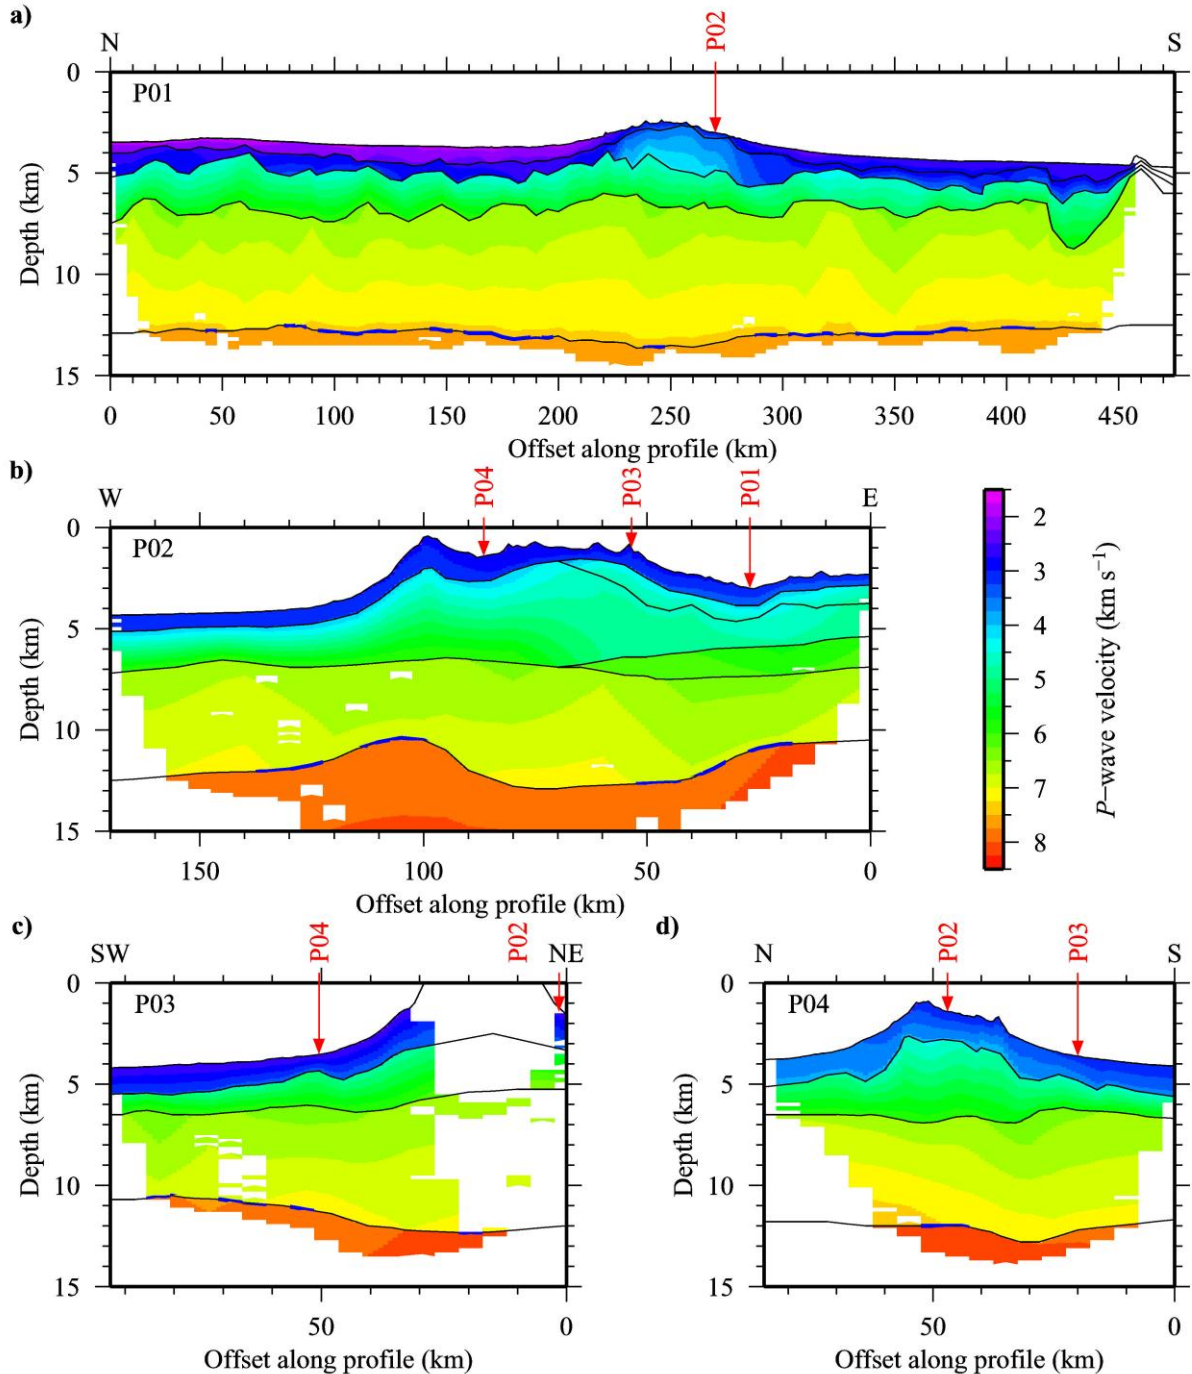 a)
N
P02
S
P01
0
5
10
15
Depth (km)
0 50 100 150 200 250 300 350 400 450
Offset along profile (km)
b)
W
P04
P03
P01
E
P02
0
5
10
15
Depth (km)
150 100 50 0
Offset along profile (km)
2
3
4
5
6
7
8
P–wave velocity (km s⁻¹)
c)
SW
P04
P02
NE
P03
0
5
10
15
Depth (km)
50 0
Offset along profile (km)
d)
N
P02
P03
S
P04
0
5
10
15
Depth (km)
50 0
Offset along profile (km)